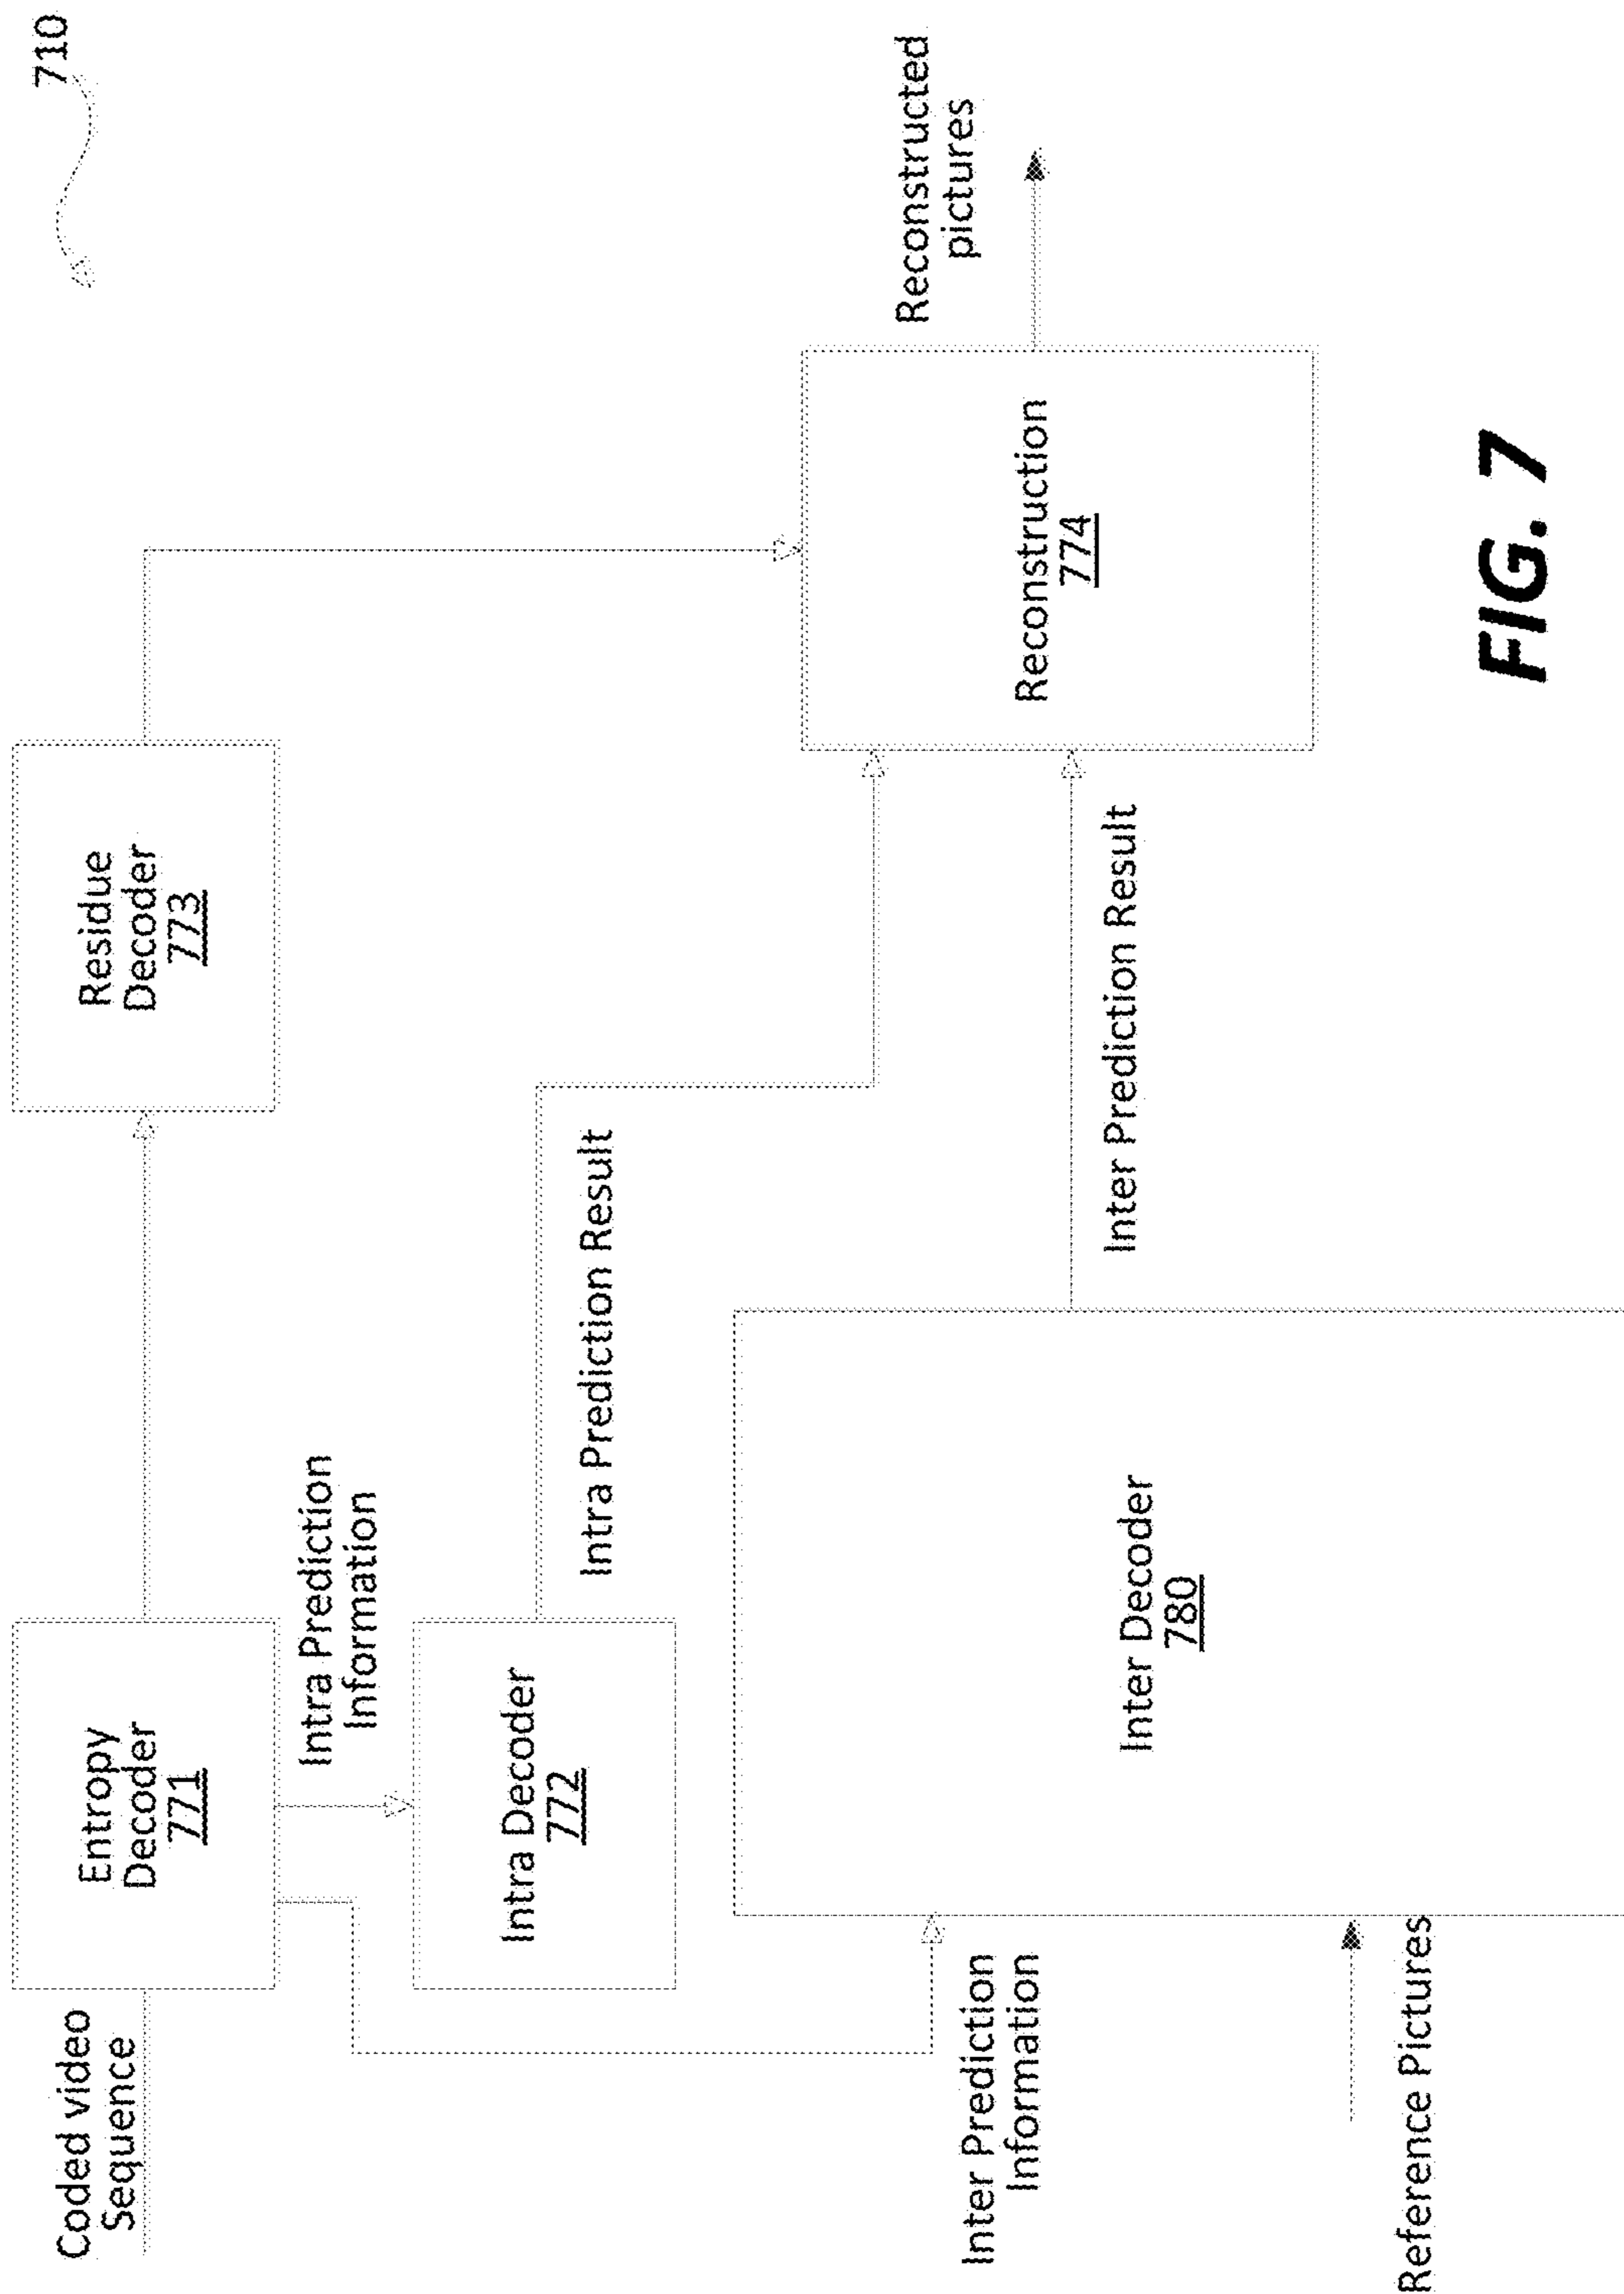 710
Coded video
Sequence
Entropy
Decoder
771
Residue
Decoder
773
Intra Prediction
Information
Intra Decoder
772
Intra Prediction Result
Reconstructed
pictures
Inter Prediction
Information
Inter Decoder
780
Inter Prediction Result
Reconstruction
774
Reference Pictures
FIG. 7